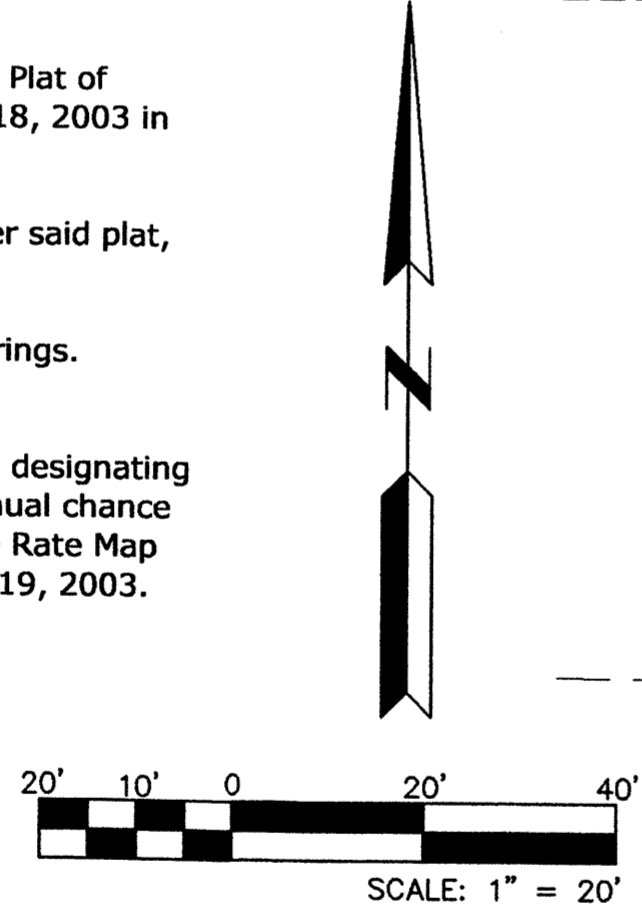 Plat of
18, 2003 in
er said plat,
rings.
designating
nual chance
Rate Map
19, 2003.
N
20' 10' 0 20' 40'
SCALE: 1" = 20'